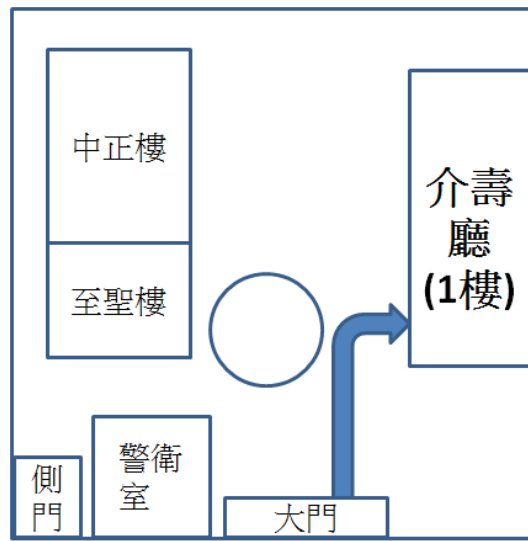 中正樓
至聖樓
介壽
廳
(1樓)
側
門
警衛
室
大門